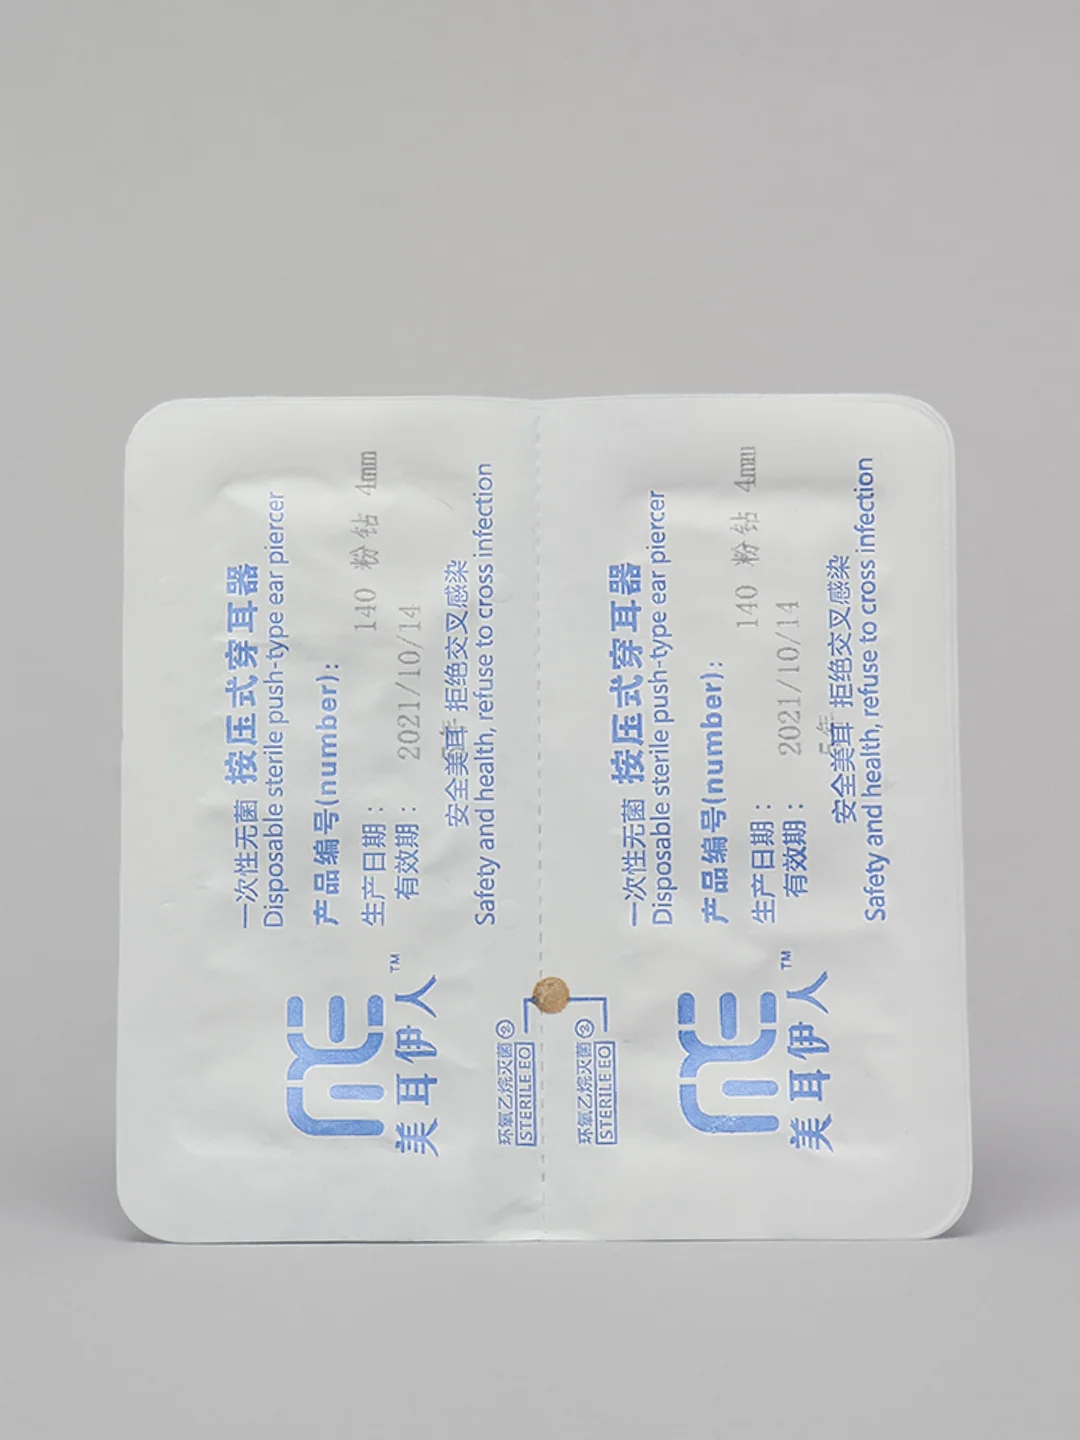 一次性无菌 按压式穿耳器
Disposable sterile push-type ear piercer
产品编号(number):
140 粉钻 4mm
生产日期:
2021/10/14
有效期:
安全美耳 拒绝交叉感染
Safety and health, refuse to cross infection
美耳伊人™
环氧乙烷灭菌②
STERILE EO
一次性无菌 按压式穿耳器
Disposable sterile push-type ear piercer
产品编号(number):
140 粉钻 4mm
生产日期:
2021/10/14
有效期:
5年
安全美耳 拒绝交叉感染
Safety and health, refuse to cross infection
美耳伊人™
环氧乙烷灭菌②
STERILE EO